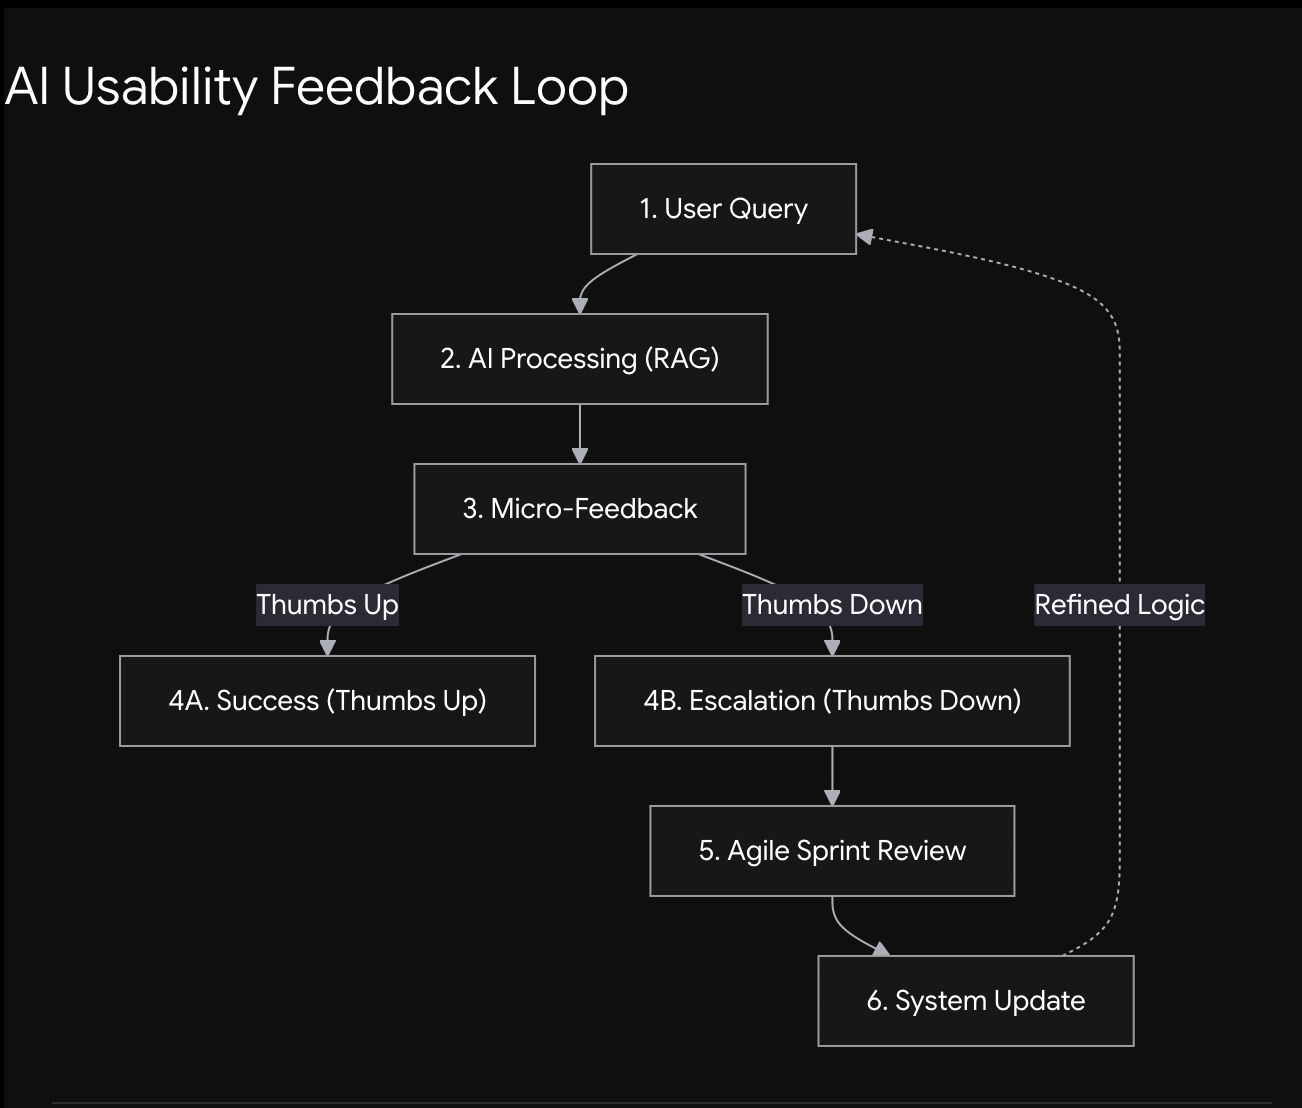 AI Usability Feedback Loop
1. User Query
2. AI Processing (RAG)
3. Micro-Feedback
Thumbs Up
Thumbs Down
Refined Logic
4A. Success (Thumbs Up)
4B. Escalation (Thumbs Down)
5. Agile Sprint Review
6. System Update